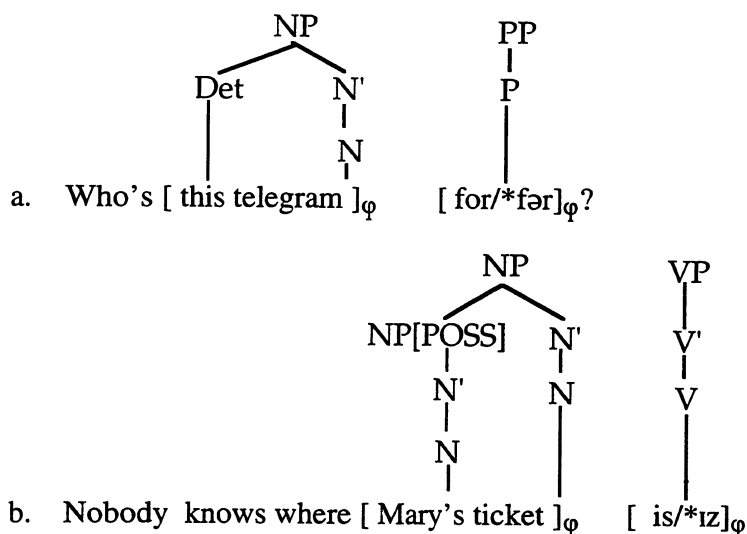 NP PP
Det N' P
N
a. Who's [ this telegram ]φ [ for/*fər]φ?
NP VP
NP[POSS] N' V'
N' N V
N
b. Nobody knows where [ Mary's ticket ]φ [ is/*ɪz]φ